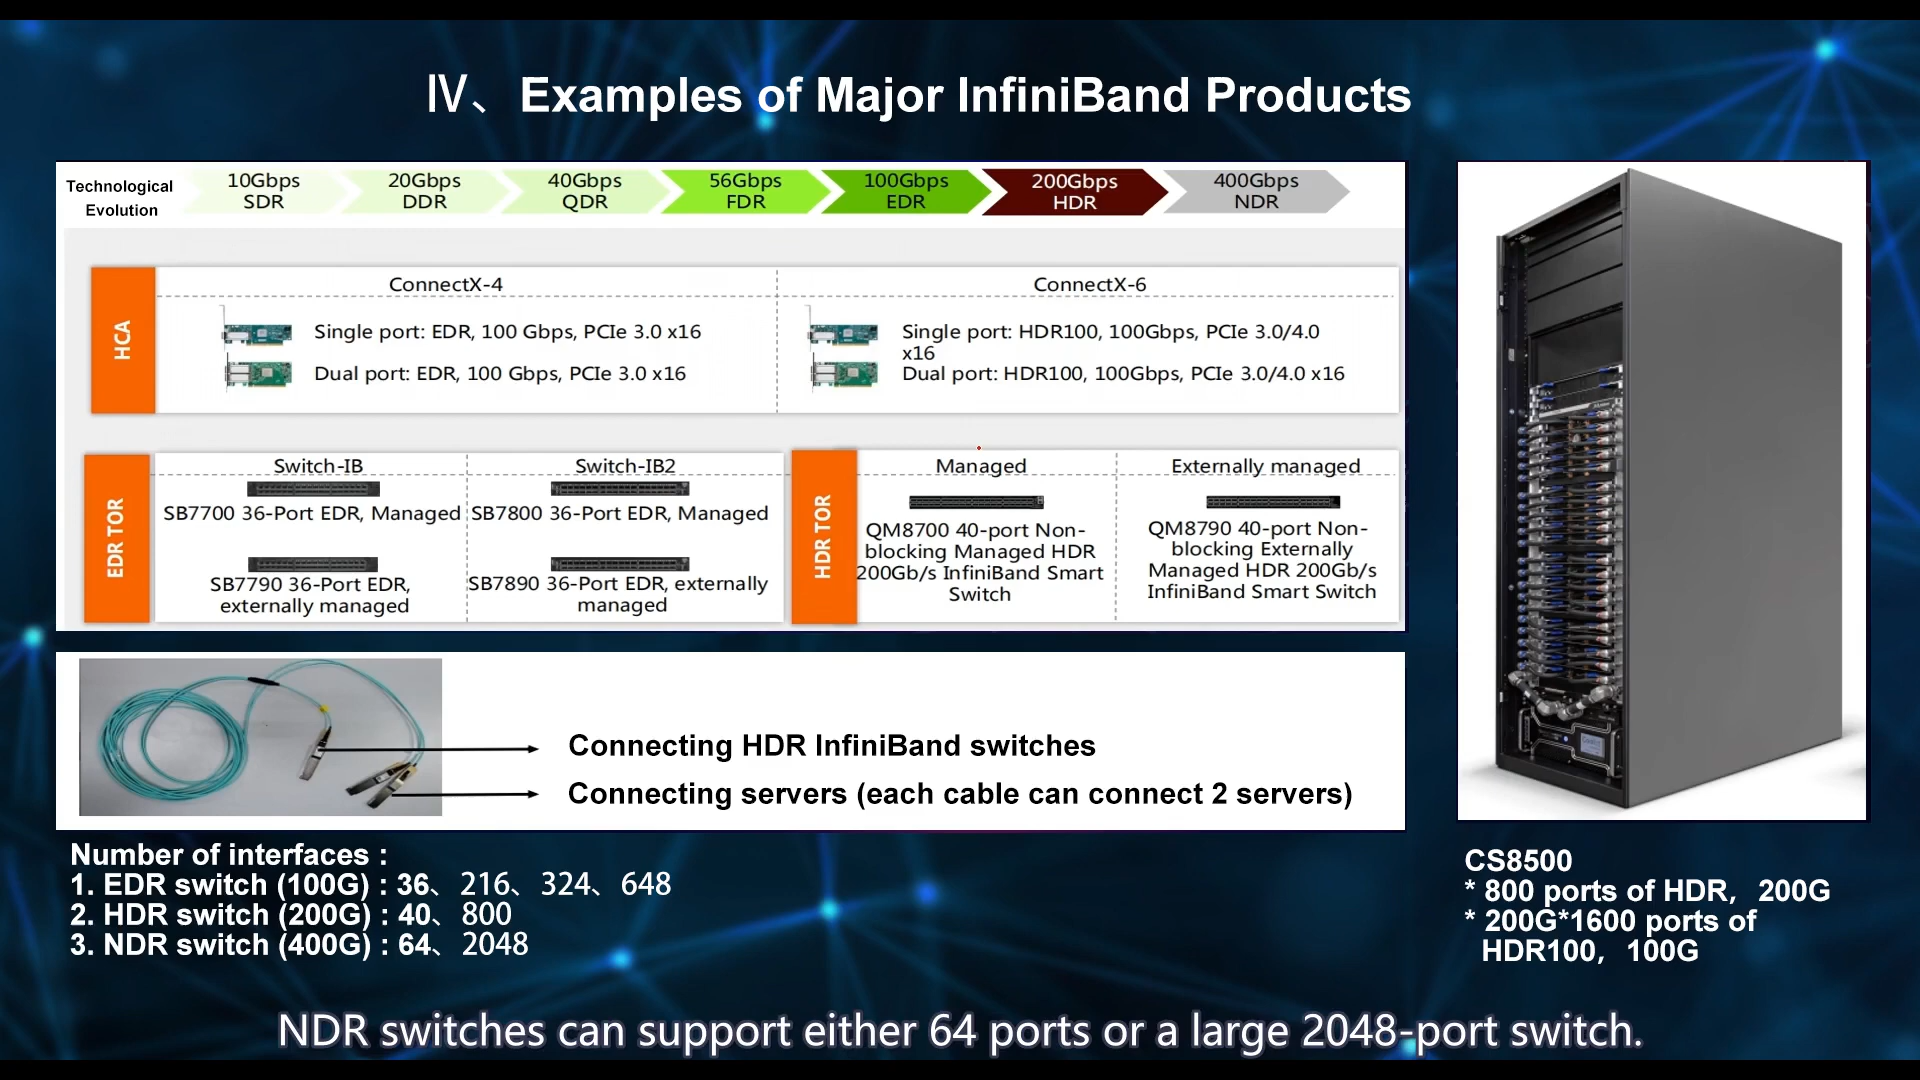 Ⅳ、Examples of Major InfiniBand Products
Technological
Evolution
10Gbps
SDR
20Gbps
DDR
40Gbps
QDR
56Gbps
FDR
100Gbps
EDR
200Gbps
HDR
400Gbps
NDR
HCA
ConnectX-4
Single port: EDR, 100 Gbps, PCIe 3.0 x16
Dual port: EDR, 100 Gbps, PCIe 3.0 x16
ConnectX-6
Single port: HDR100, 100Gbps, PCIe 3.0/4.0
x16
Dual port: HDR100, 100Gbps, PCIe 3.0/4.0 x16
EDR TOR
Switch-IB
SB7700 36-Port EDR, Managed
SB7790 36-Port EDR,
externally managed
Switch-IB2
SB7800 36-Port EDR, Managed
SB7890 36-Port EDR, externally
managed
HDR TOR
Managed
QM8700 40-port Non-
blocking Managed HDR
200Gb/s InfiniBand Smart
Switch
Externally managed
QM8790 40-port Non-
blocking Externally
Managed HDR 200Gb/s
InfiniBand Smart Switch
Connecting HDR InfiniBand switches
Connecting servers (each cable can connect 2 servers)
Number of interfaces :
1. EDR switch (100G) : 36、216、324、648
2. HDR switch (200G) : 40、800
3. NDR switch (400G) : 64、2048
CS8500
* 800 ports of HDR，200G
* 200G*1600 ports of
HDR100，100G
NDR switches can support either 64 ports or a large 2048-port switch.